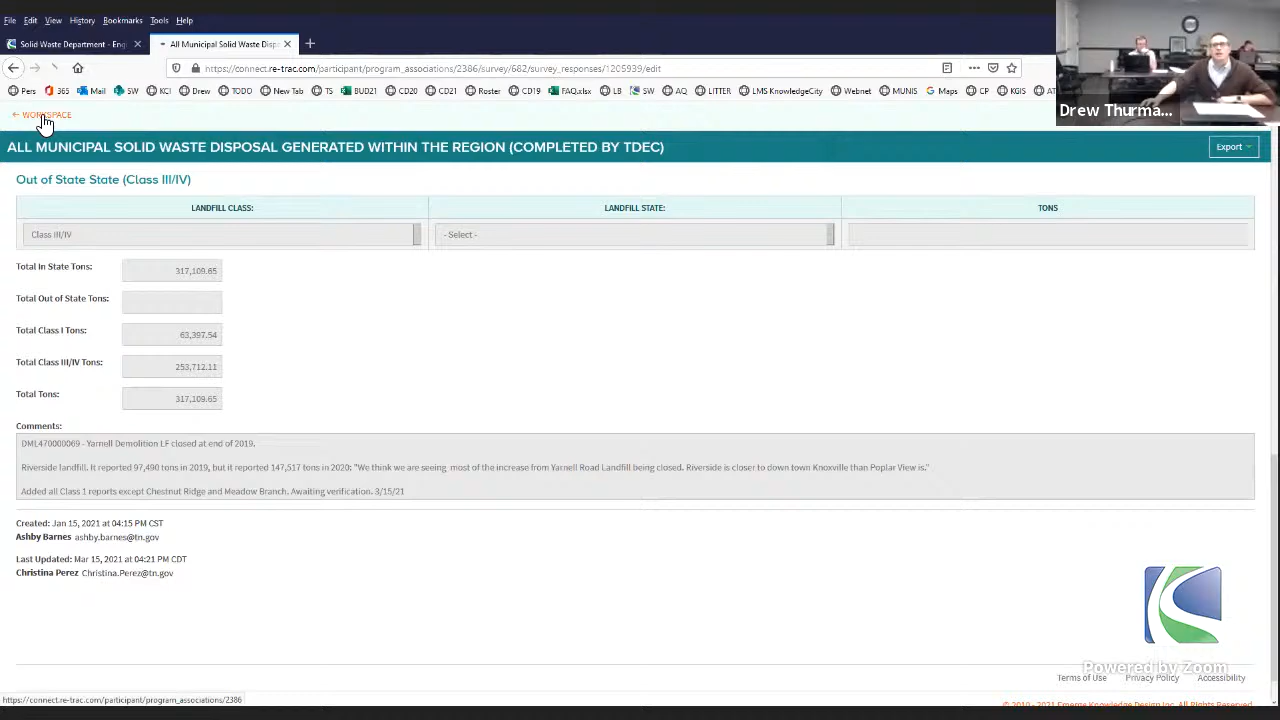 File Edit View History Bookmarks Tools Help
Solid Waste Department - Eng
All Municipal Solid Waste Disp
https://connect.re-trac.com/participant/program_associations/2396/survey/682/survey_responses/1205939/edit
Pers 365 Mail SW KCI Drew TODO New Tab TS BUD21 CD20 CD21 Roster CD19 FAQ.xlsx LB SW AQ LITTER LMS KnowledgeCity Webnet MUNIS Maps CP KGIS
Drew Thurma...
← WORKSPACE
ALL MUNICIPAL SOLID WASTE DISPOSAL GENERATED WITHIN THE REGION (COMPLETED BY TDEC)
Export
Out of State State (Class III/IV)
LANDFILL CLASS: LANDFILL STATE: TONS
Class III/IV - Select -
Total In State Tons: 317,109.65
Total Out of State Tons:
Total Class I Tons: 63,397.54
Total Class III/IV Tons: 253,712.11
Total Tons: 317,109.65
Comments:
DML470000069 - Yarnell Demolition LF closed at end of 2019.
Riverside landfill. It reported 97,490 tons in 2019, but it reported 147,517 tons in 2020: "We think we are seeing most of the increase from Yarnell Road Landfill being closed. Riverside is closer to down town Knoxville than Poplar View is."
Added all Class 1 reports except Chestnut Ridge and Meadow Branch. Awaiting verification. 3/15/21
Created: Jan 15, 2021 at 04:15 PM CST
Ashby Barnes ashby.barnes@tn.gov
Last Updated: Mar 15, 2021 at 04:21 PM CDT
Christina Perez Christina.Perez@tn.gov
Powered by Zoom
Terms of Use Privacy Policy Accessibility
https://connect.re-trac.com/participant/program_associations/2386
© 2010 - 2021 Emerge Knowledge Design Inc. All Rights Reserved